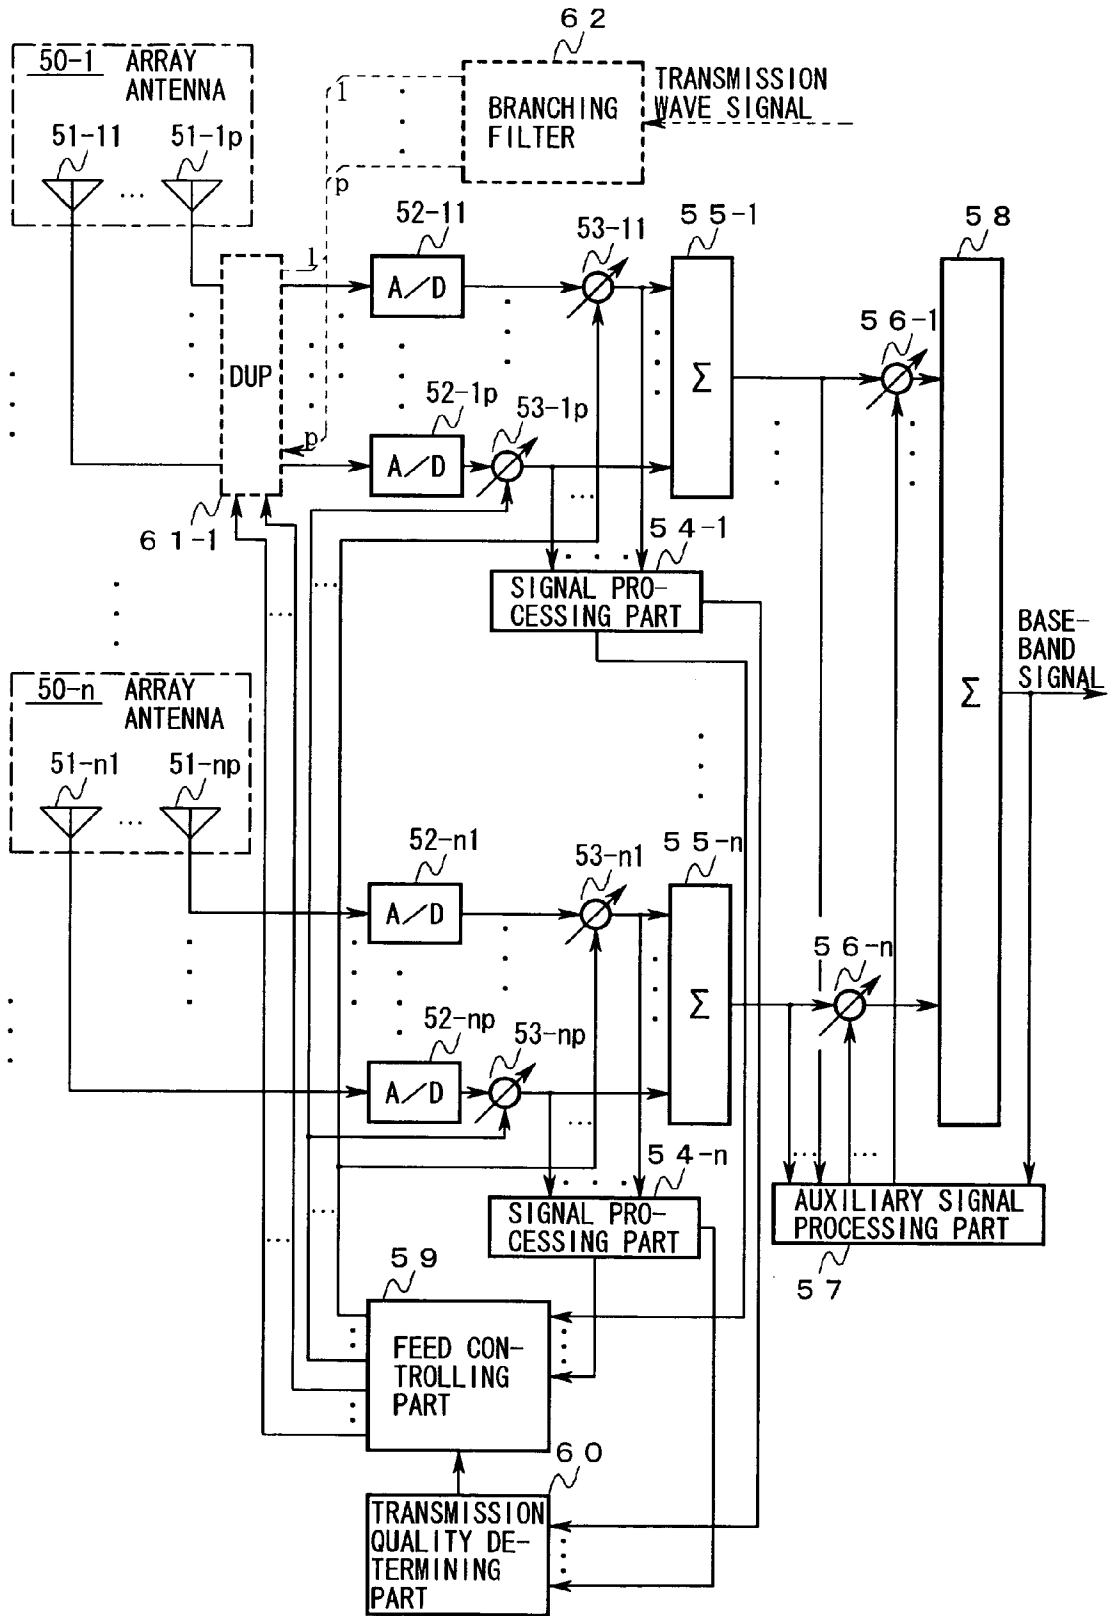 62
50-1 ARRAY
ANTENNA
51-11 51-1p
1
p
BRANCHING
FILTER
TRANSMISSION
WAVE SIGNAL
52-11
53-11
55-1
58
1
A/D
DUP
Σ
56-1
52-1p
53-1p
p
A/D
61-1
54-1
SIGNAL PRO-
CESSING PART
BASE-
BAND
SIGNAL
Σ
50-n ARRAY
ANTENNA
51-n1 51-np
52-n1
53-n1
55-n
A/D
56-n
Σ
52-np
53-np
A/D
54-n
SIGNAL PRO-
CESSING PART
AUXILIARY SIGNAL
PROCESSING PART
57
59
FEED CON-
TROLLING
PART
60
TRANSMISSION
QUALITY DE-
TERMINING
PART